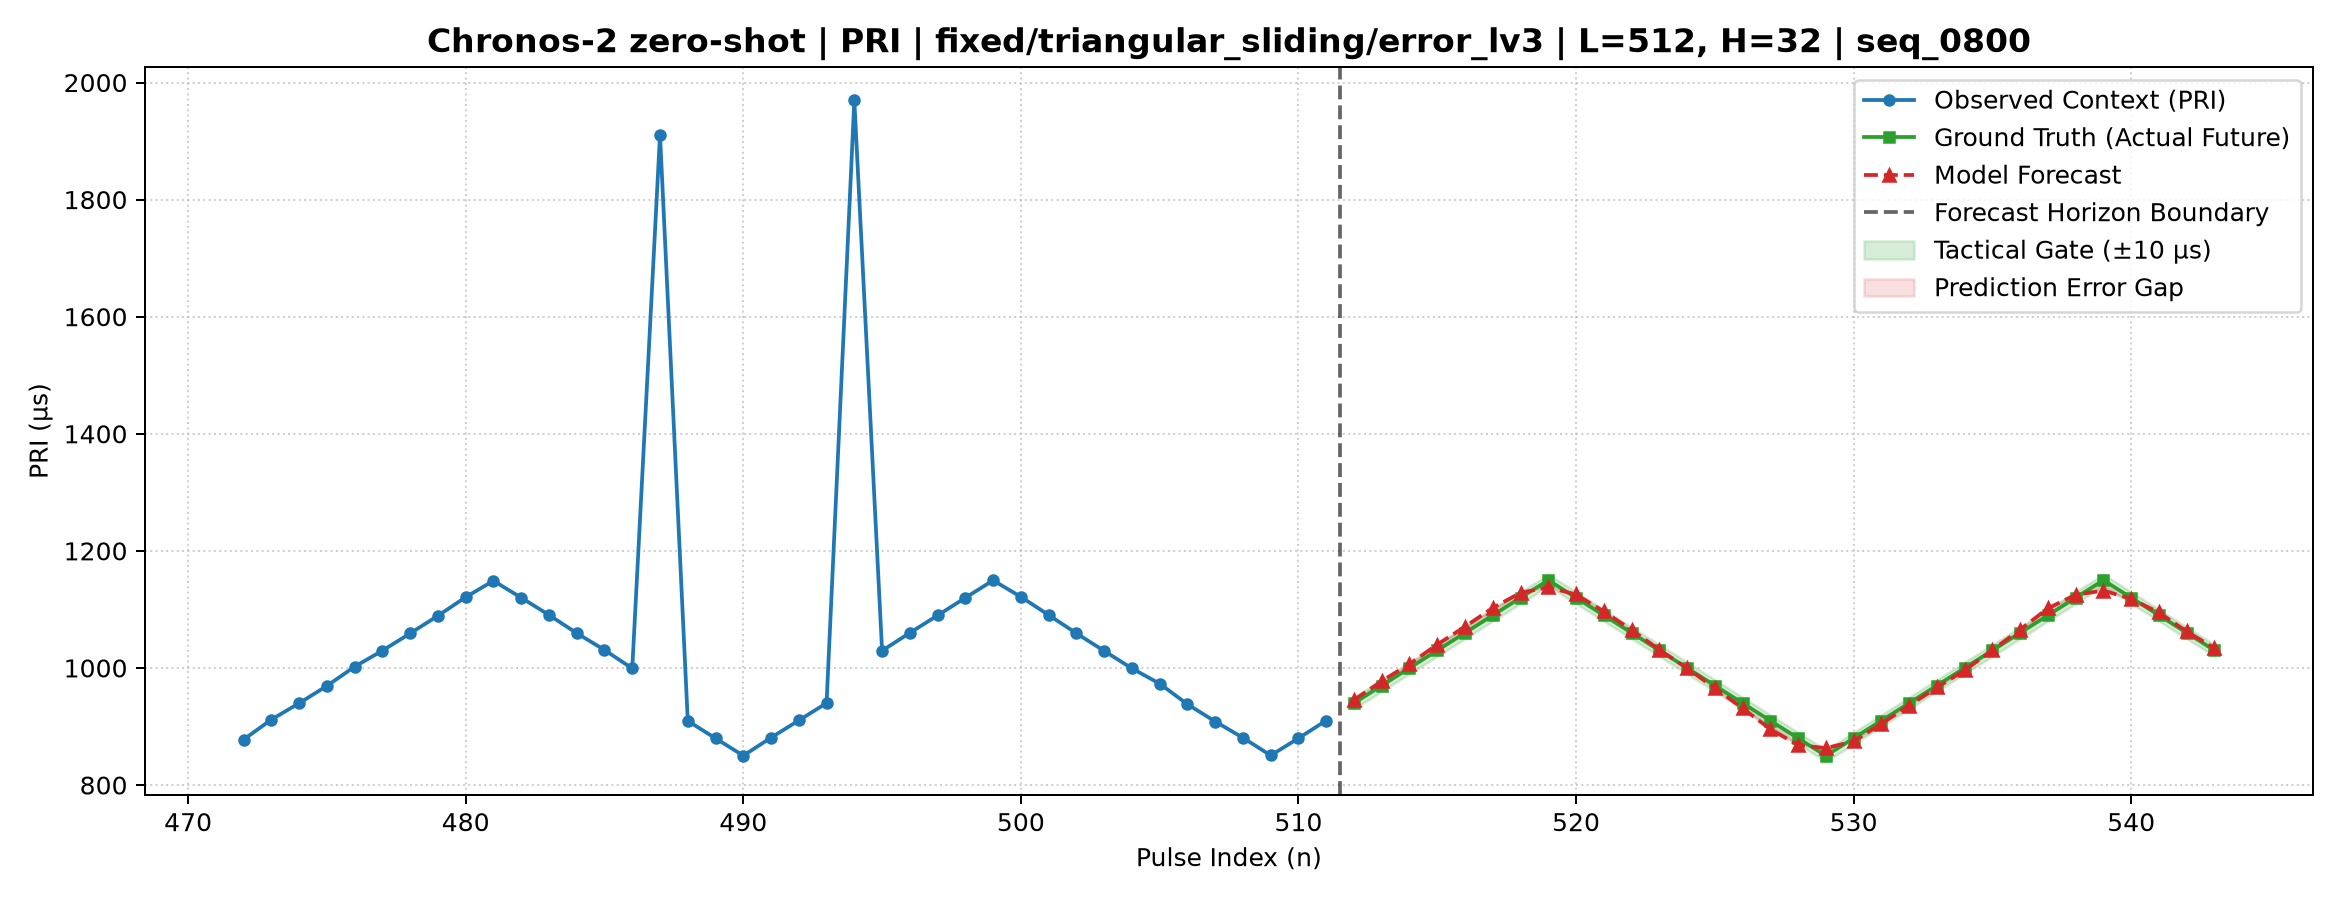 Chronos-2 zero-shot | PRI | fixed/triangular_sliding/error_lv3 | L=512, H=32 | seq_0800
2000
1800
1600
1400
1200
1000
800
PRI (μs)
Observed Context (PRI)
Ground Truth (Actual Future)
Model Forecast
Forecast Horizon Boundary
Tactical Gate (±10 μs)
Prediction Error Gap
470
480
490
500
510
520
530
540
Pulse Index (n)